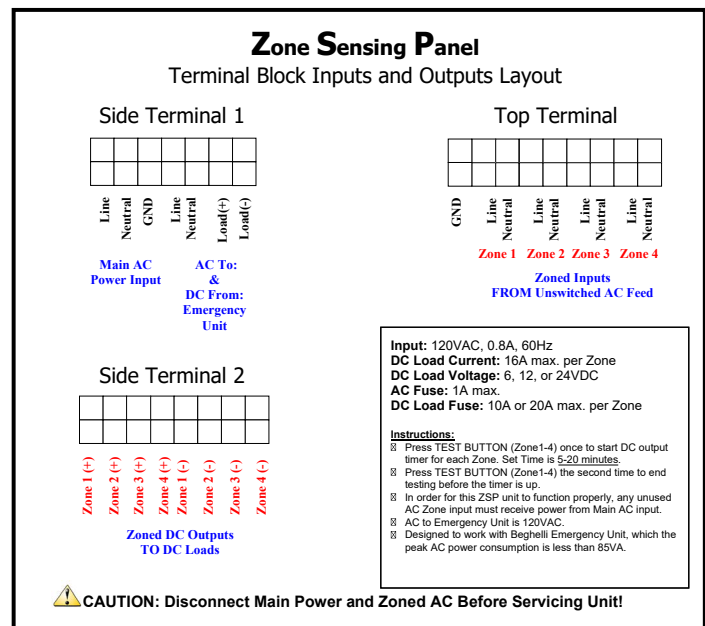 Zone Sensing Panel
Terminal Block Inputs and Outputs Layout
Side Terminal 1
Line
Neutral
GND
Line
Neutral
Load(+)
Load(-)
Main AC
Power Input
AC To:
&
DC From:
Emergency
Unit
Top Terminal
GND
Line
Neutral
Line
Neutral
Line
Neutral
Line
Neutral
Zone 1 Zone 2 Zone 3 Zone 4
Zoned Inputs
FROM Unswitched AC Feed
Side Terminal 2
Zone 1 (+)
Zone 2 (+)
Zone 3 (+)
Zone 4 (+)
Zone 1 (-)
Zone 2 (-)
Zone 3 (-)
Zone 4 (-)
Zoned DC Outputs
TO DC Loads
Input: 120VAC, 0.8A, 60Hz
DC Load Current: 16A max. per Zone
DC Load Voltage: 6, 12, or 24VDC
AC Fuse: 1A max.
DC Load Fuse: 10A or 20A max. per Zone
Instructions:
Press TEST BUTTON (Zone1-4) once to start DC output
timer for each Zone. Set Time is 5-20 minutes.
Press TEST BUTTON (Zone1-4) the second time to end
testing before the timer is up.
In order for this ZSP unit to function properly, any unused
AC Zone input must receive power from Main AC input.
AC to Emergency Unit is 120VAC.
Designed to work with Beghelli Emergency Unit, which the
peak AC power consumption is less than 85VA.
CAUTION: Disconnect Main Power and Zoned AC Before Servicing Unit!